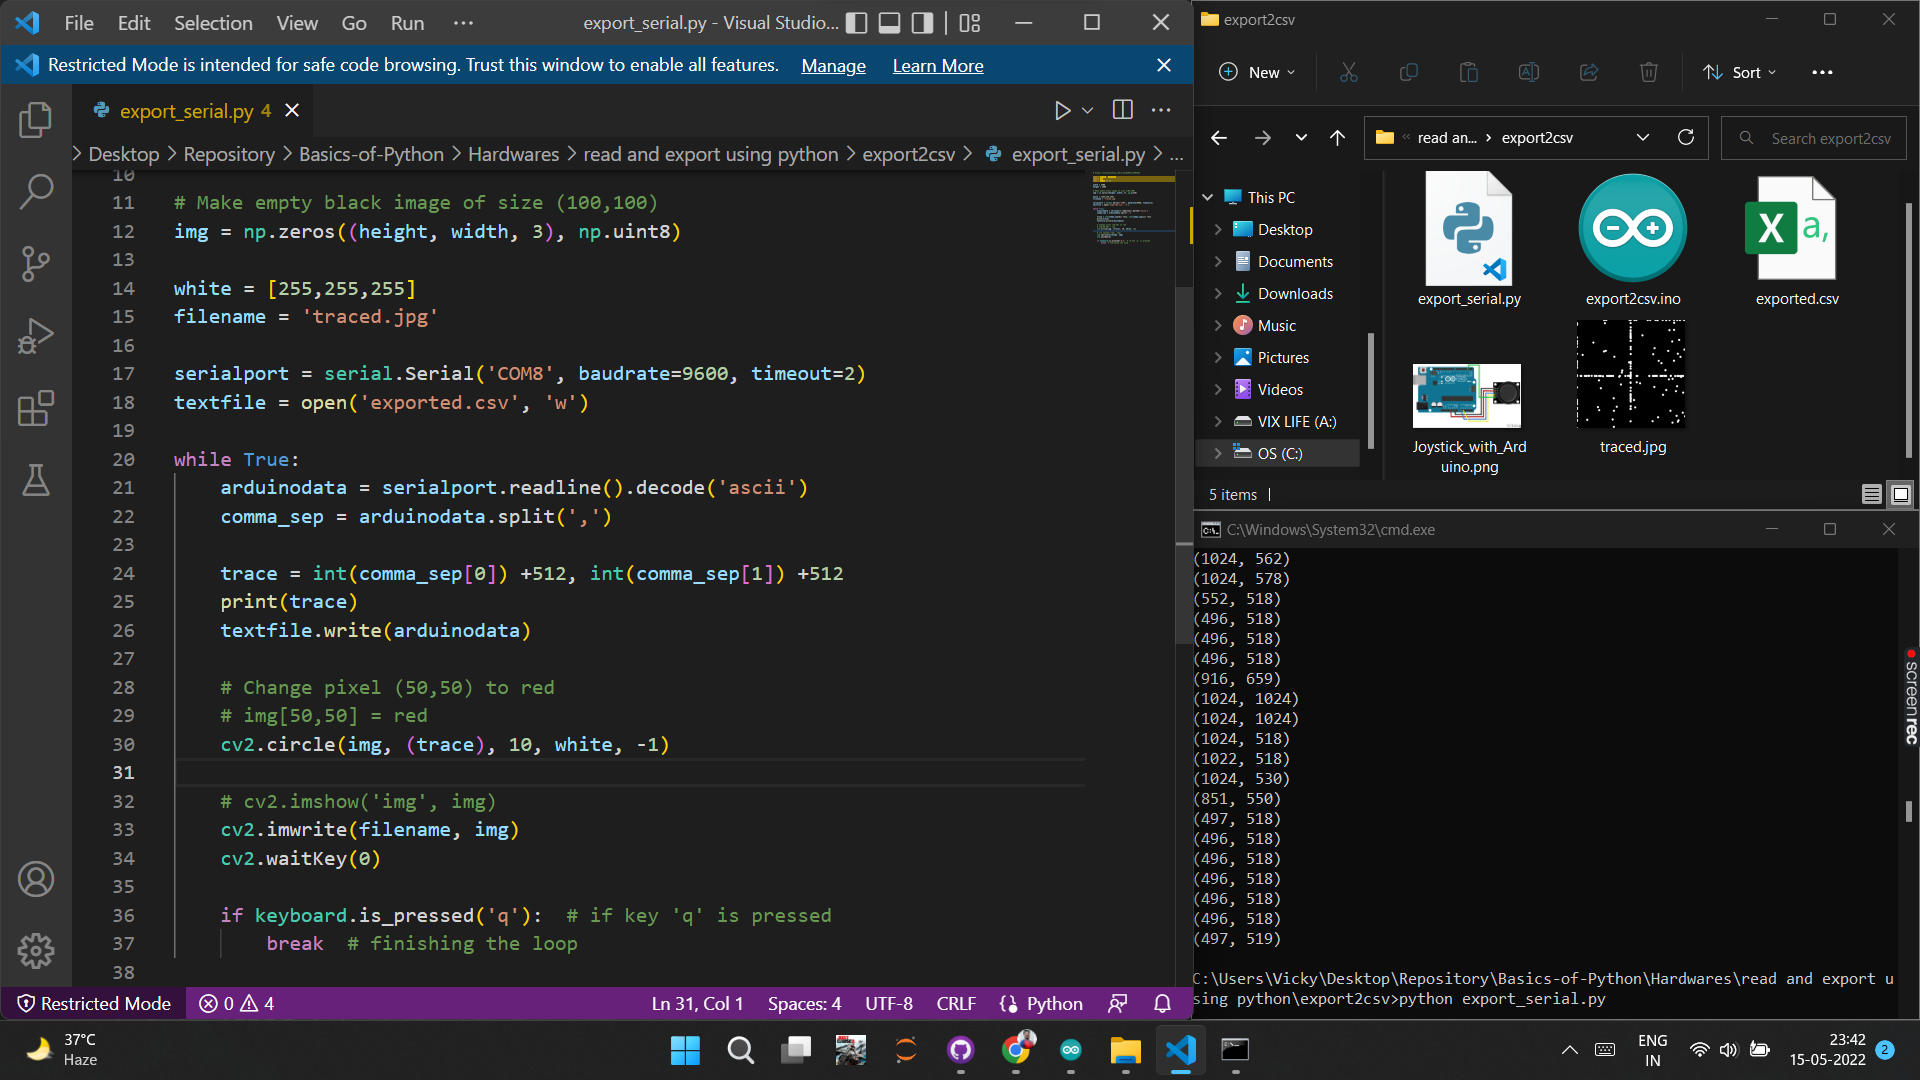 File Edit Selection View Go Run ··· export_serial.py - Visual Studio...
Restricted Mode is intended for safe code browsing. Trust this window to enable all features. Manage Learn More
export_serial.py 4
Desktop > Repository > Basics-of-Python > Hardwares > read and export using python > export2csv > export_serial.py > ...
10
11 # Make empty black image of size (100,100)
12 img = np.zeros((height, width, 3), np.uint8)
13
14 white = [255,255,255]
15 filename = 'traced.jpg'
16
17 serialport = serial.Serial('COM8', baudrate=9600, timeout=2)
18 textfile = open('exported.csv', 'w')
19
20 while True:
21 arduinodata = serialport.readline().decode('ascii')
22 comma_sep = arduinodata.split(',')
23
24 trace = int(comma_sep[0]) +512, int(comma_sep[1]) +512
25 print(trace)
26 textfile.write(arduinodata)
27
28 # Change pixel (50,50) to red
29 # img[50,50] = red
30 cv2.circle(img, (trace), 10, white, -1)
31
32 # cv2.imshow('img', img)
33 cv2.imwrite(filename, img)
34 cv2.waitKey(0)
35
36 if keyboard.is_pressed('q'): # if key 'q' is pressed
37 break # finishing the loop
38
Restricted Mode 0 4 Ln 31, Col 1 Spaces: 4 UTF-8 CRLF Python
export2csv
New Sort ···
« read an... > export2csv Search export2csv
This PC
Desktop
Documents
Downloads
Music
Pictures
Videos
VIX LIFE (A:)
OS (C:)
export_serial.py export2csv.ino exported.csv
X a,
Joystick_with_Ard
uino.png
traced.jpg
5 items
C:\Windows\System32\cmd.exe
(1024, 562)
(1024, 578)
(552, 518)
(496, 518)
(496, 518)
(496, 518)
(916, 659)
(1024, 1024)
(1024, 1024)
(1024, 518)
(1022, 518)
(1024, 530)
(851, 550)
(497, 518)
(496, 518)
(496, 518)
(496, 518)
(496, 518)
(496, 518)
(497, 519)
C:\Users\Vicky\Desktop\Repository\Basics-of-Python\Hardwares\read and export u
sing python\export2csv>python export_serial.py
screenrec
37°C
Haze
ENG
IN
23:42
15-05-2022
2